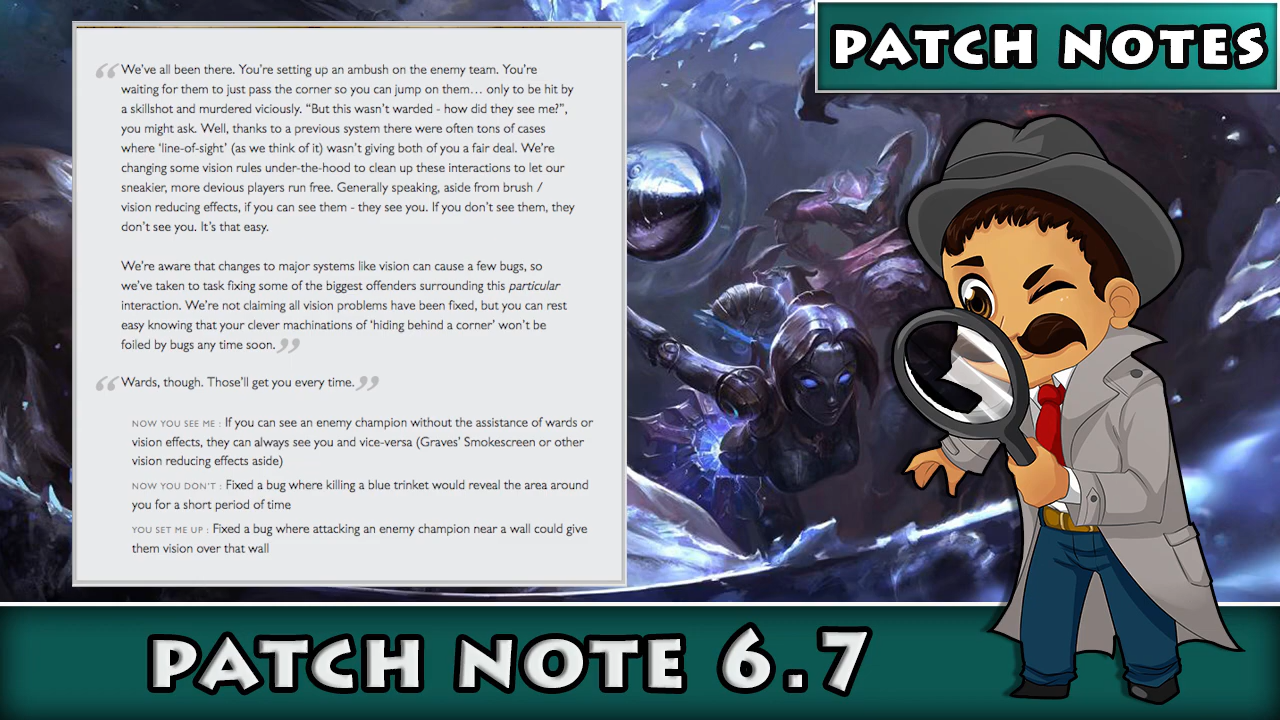 PATCH NOTES
“We’ve all been there. You’re setting up an ambush on the enemy team. You’re
waiting for them to just pass the corner so you can jump on them… only to be hit by
a skillshot and murdered viciously. “But this wasn’t warded - how did they see me?”,
you might ask. Well, thanks to a previous system there were often tons of cases
where ‘line-of-sight’ (as we think of it) wasn’t giving both of you a fair deal. We’re
changing some vision rules under-the-hood to clean up these interactions to let our
sneakier, more devious players run free. Generally speaking, aside from brush /
vision reducing effects, if you can see them - they see you. If you don’t see them, they
don’t see you. It’s that easy.
We’re aware that changes to major systems like vision can cause a few bugs, so
we’ve taken to task fixing some of the biggest offenders surrounding this particular
interaction. We’re not claiming all vision problems have been fixed, but you can rest
easy knowing that your clever machinations of ‘hiding behind a corner’ won’t be
foiled by bugs any time soon.”
“Wards, though. Those’ll get you every time.”
NOW YOU SEE ME : If you can see an enemy champion without the assistance of wards or
vision effects, they can always see you and vice-versa (Graves’ Smokescreen or other
vision reducing effects aside)
NOW YOU DON’T : Fixed a bug where killing a blue trinket would reveal the area around
you for a short period of time
YOU SET ME UP : Fixed a bug where attacking an enemy champion near a wall could give
them vision over that wall
PATCH NOTE 6.7